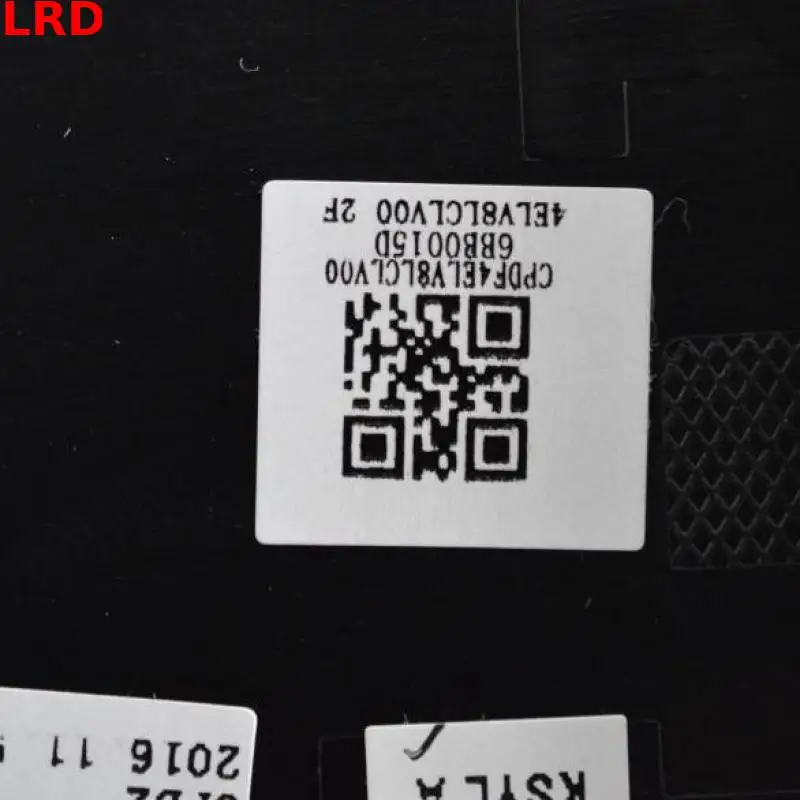 LRD
2016 11
CPDF4ELV8LCLV00
6BB0015D
4ELV8LCLV00 2F